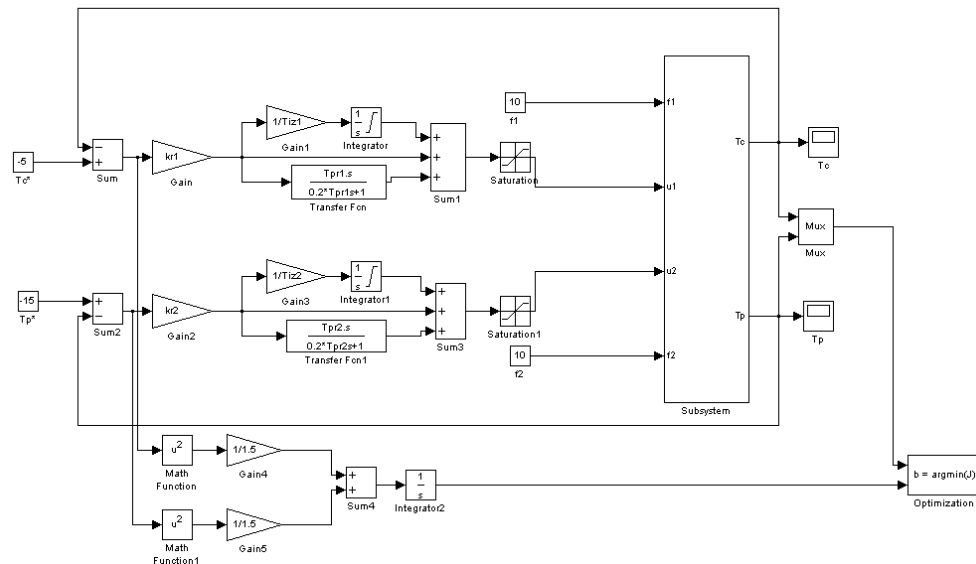 10
f1
1/Tiz1
Gain1
1
s
Integrator
-5
Tc*
Sum
kr1
Gain
Tpr1.s
0.2*Tpr1s+1
Transfer Fcn
Sum1
Saturation
f1
u1
u2
f2
Tc
Tp
Subsystem
Tc
Mux
Mux
Tp
-15
Tp*
Sum2
kr2
Gain2
1/Tiz2
Gain3
1
s
Integrator1
Tpr2.s
0.2*Tpr2s+1
Transfer Fcn1
Sum3
Saturation1
10
f2
u²
Math
Function
1/1.5
Gain4
u²
Math
Function1
1/1.5
Gain5
Sum4
1
s
Integrator2
b = argmin(J)
Optimization